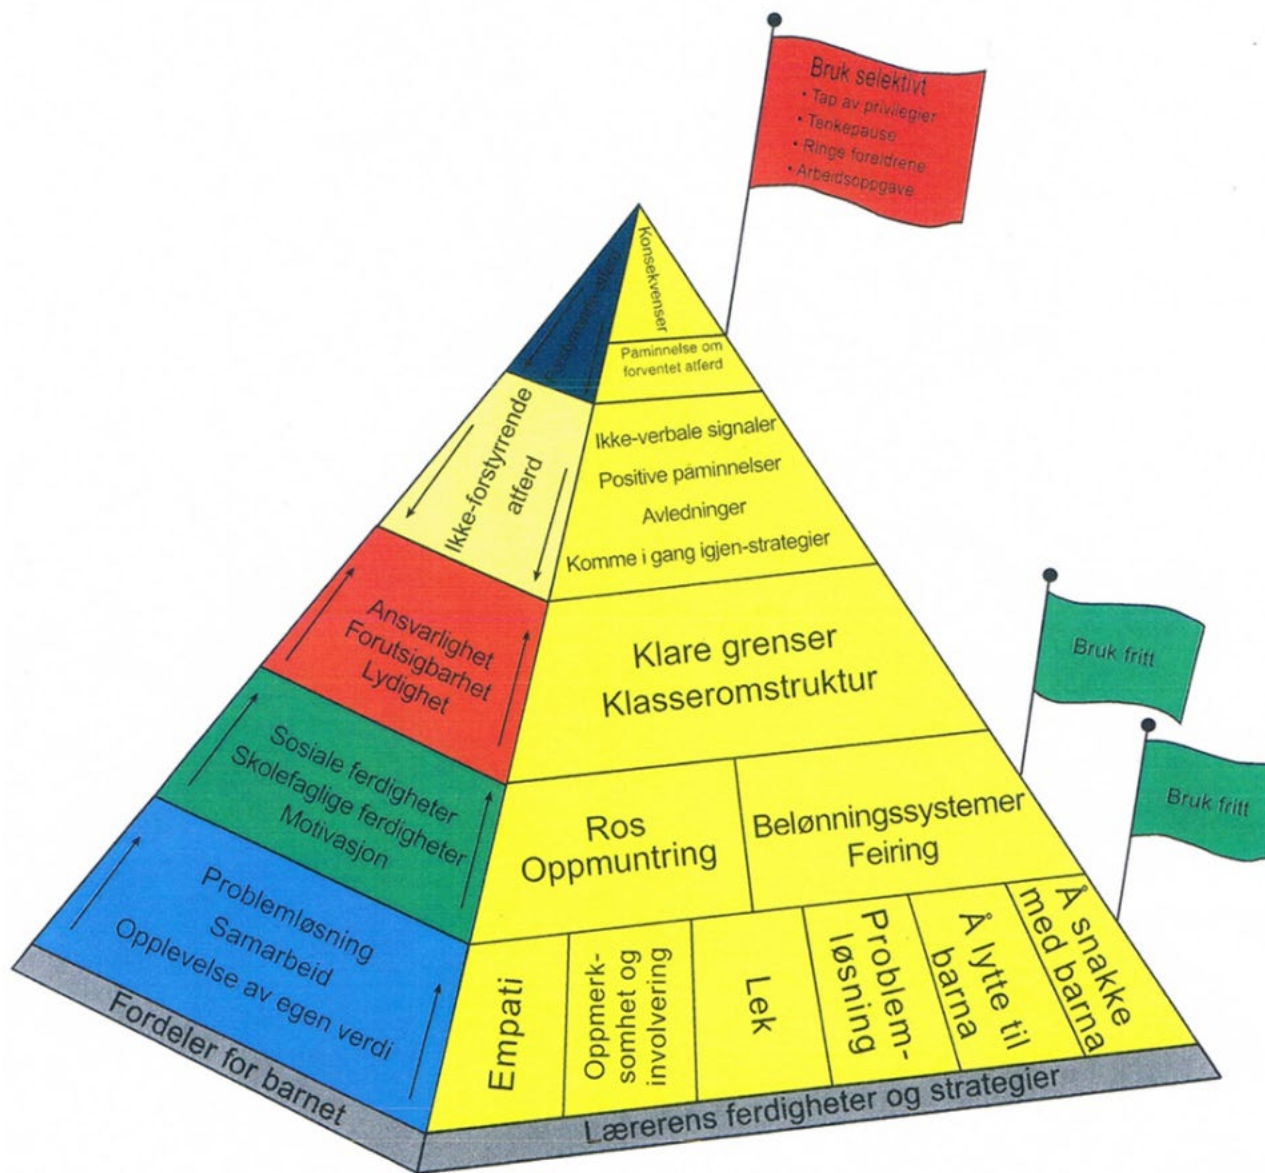 Bruk selektivt
• Tap av privilegier
• Tenkepause
• Ringe foreldrene
• Arbeidsoppgave
Konsekvenser
Påminnelse om
forventet atferd
Ikke-forstyrrende
atferd
Ikke-verbale signaler
Positive påminnelser
Avledninger
Komme i gang igjen-strategier
Ansvarlighet
Forutsigbarhet
Lydighet
Klare grenser
Klasseromstruktur
Bruk fritt
Sosiale ferdigheter
Skolefaglige ferdigheter
Motivasjon
Ros
Oppmuntring
Belønningssystemer
Feiring
Bruk fritt
Problemløsning
Samarbeid
Opplevelse av egen verdi
Empati
Oppmerk-
somhet og
involvering
Lek
Problem-
løsning
Å lytte til
barna
Å snakke
med barna
Fordeler for barnet
Lærerens ferdigheter og strategier